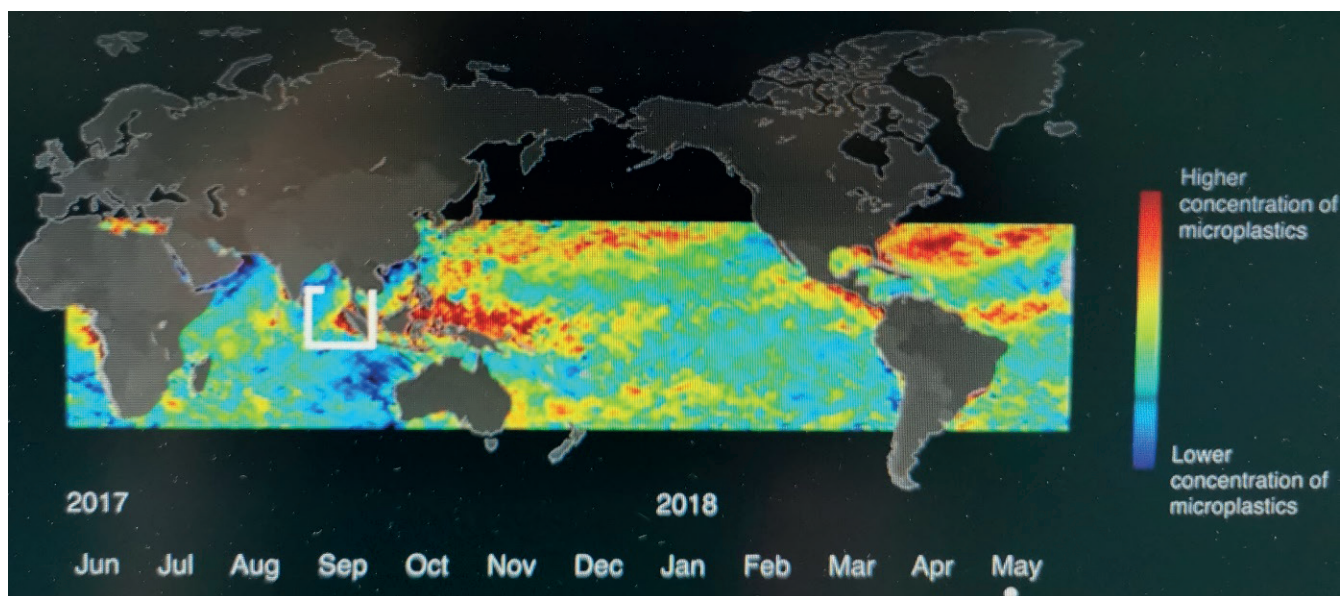 Higher
concentration of
microplastics
Lower
concentration of
microplastics
2017 2018
Jun Jul Aug Sep Oct Nov Dec Jan Feb Mar Apr May